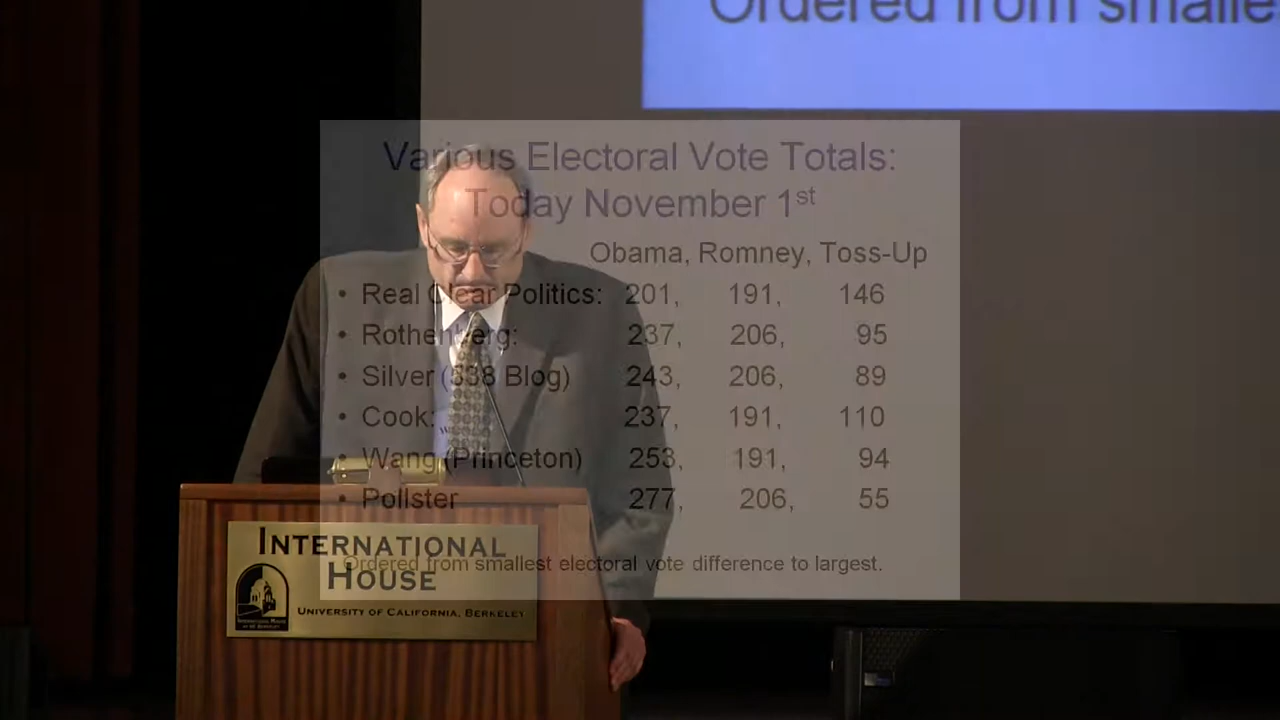 Ordered from smalle
Various Electoral Vote Totals:
Today November 1st
Obama, Romney, Toss-Up
• Real Clear Politics: 201, 191, 146
• Rothenberg: 237, 206, 95
• Silver (538 Blog) 243, 206, 89
• Cook: 237, 191, 110
• Wang (Princeton) 253, 191, 94
• Pollster 277, 206, 55
Ordered from smallest electoral vote difference to largest.
INTERNATIONAL
HOUSE
UNIVERSITY OF CALIFORNIA, BERKELEY